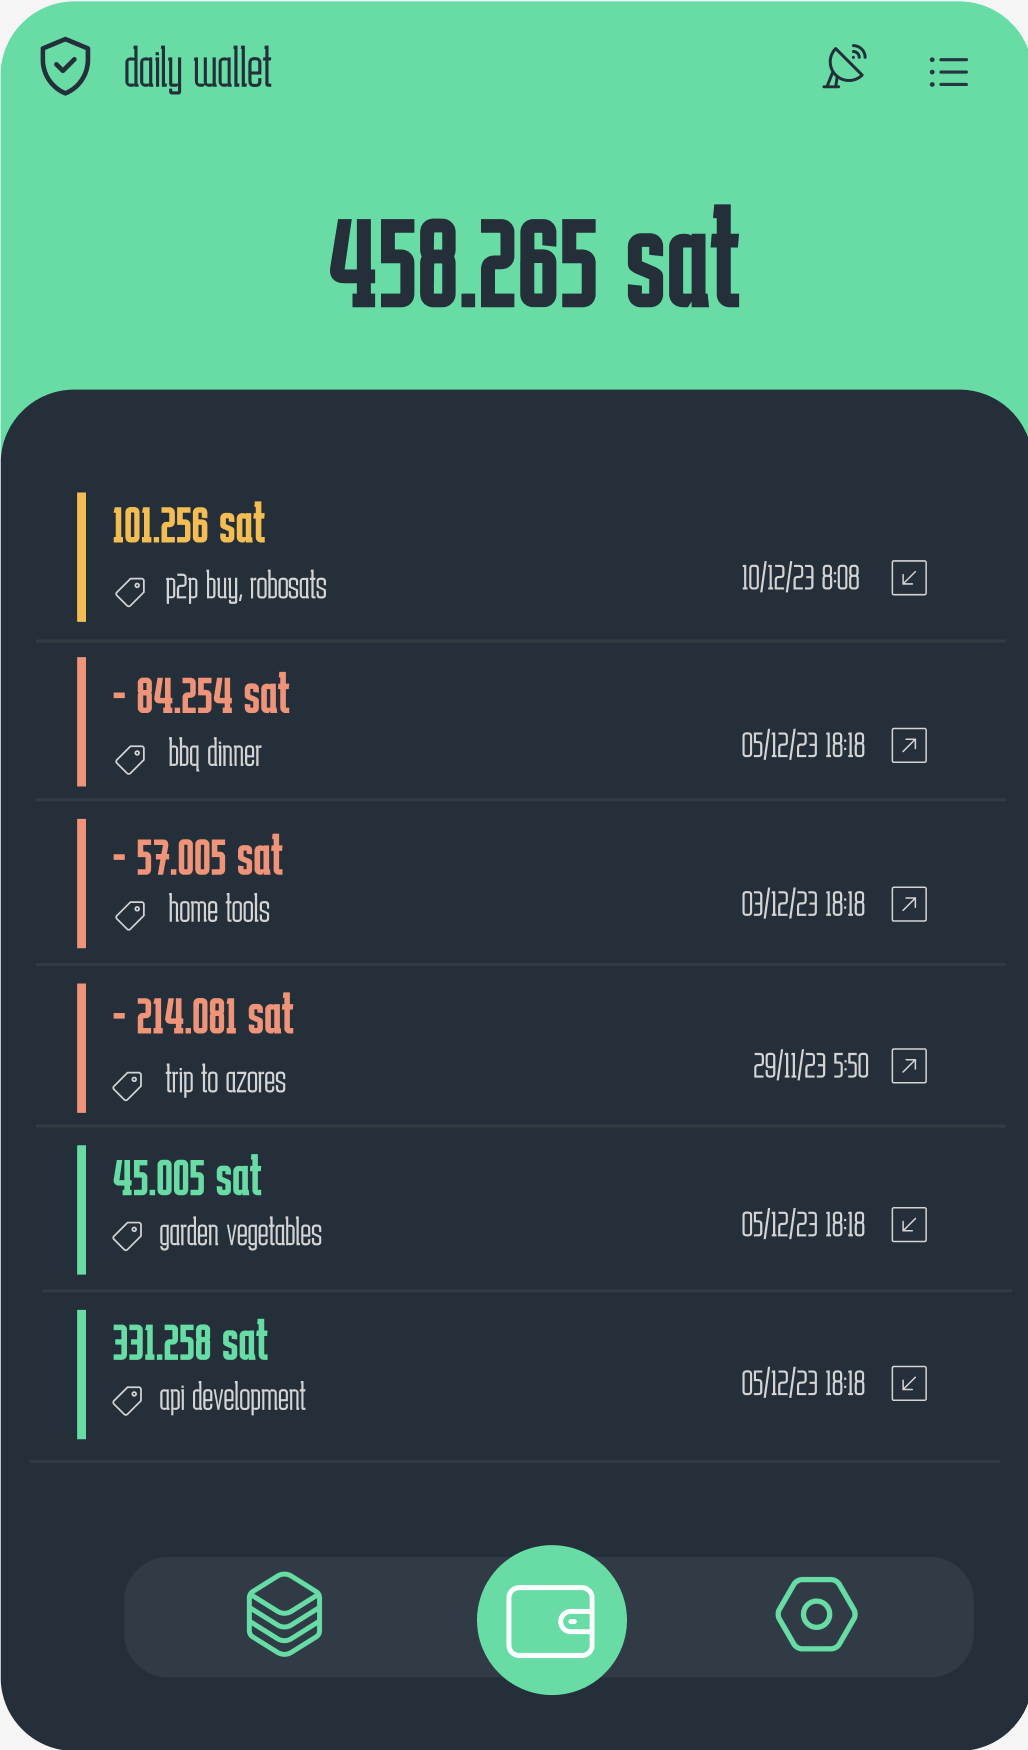 daily wallet
458.265 sat
101.256 sat
p2p buy, robosats
10/12/23 8:08
- 84.254 sat
bbq dinner
05/12/23 18:18
- 57.005 sat
home tools
03/12/23 18:18
- 214.081 sat
trip to azores
29/11/23 5:50
45.005 sat
garden vegetables
05/12/23 18:18
331.258 sat
api development
05/12/23 18:18